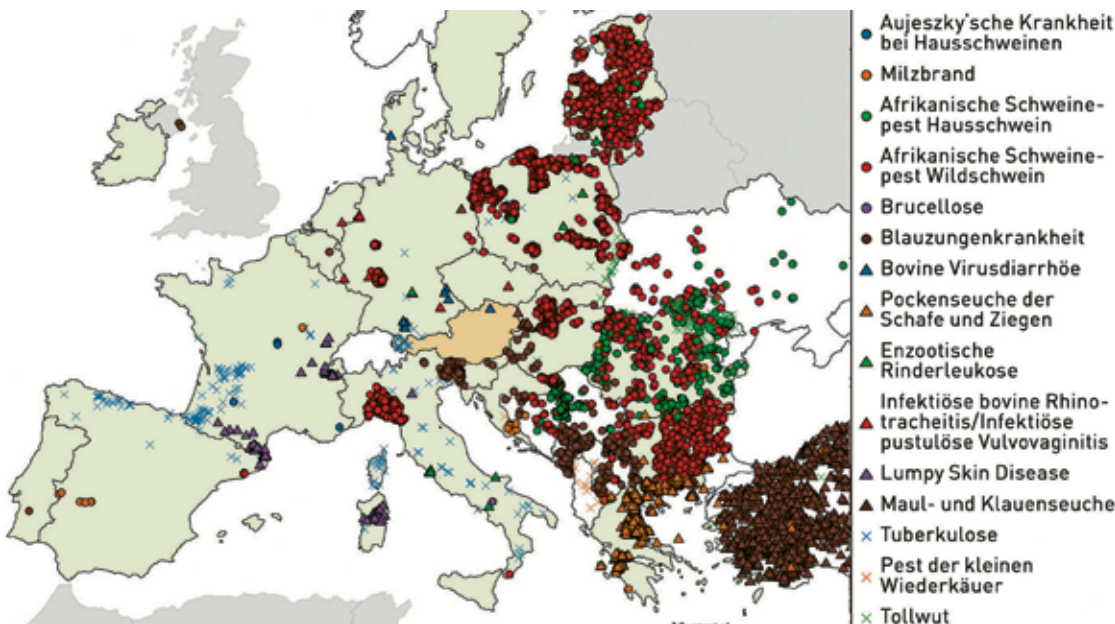 Aujeszky'sche Krankheit
bei Hausschweinen
Milzbrand
Afrikanische Schweine-
pest Hausschwein
Afrikanische Schweine-
pest Wildschwein
Brucellose
Blauzungenkrankheit
Bovine Virusdiarrhöe
Pockenseuche der
Schafe und Ziegen
Enzootische
Rinderleukose
Infektiöse bovine Rhino-
tracheitis/Infektiöse
pustulöse Vulvovaginitis
Lumpy Skin Disease
Maul- und Klauenseuche
Tuberkulose
Pest der kleinen
Wiederkäuer
Tollwut